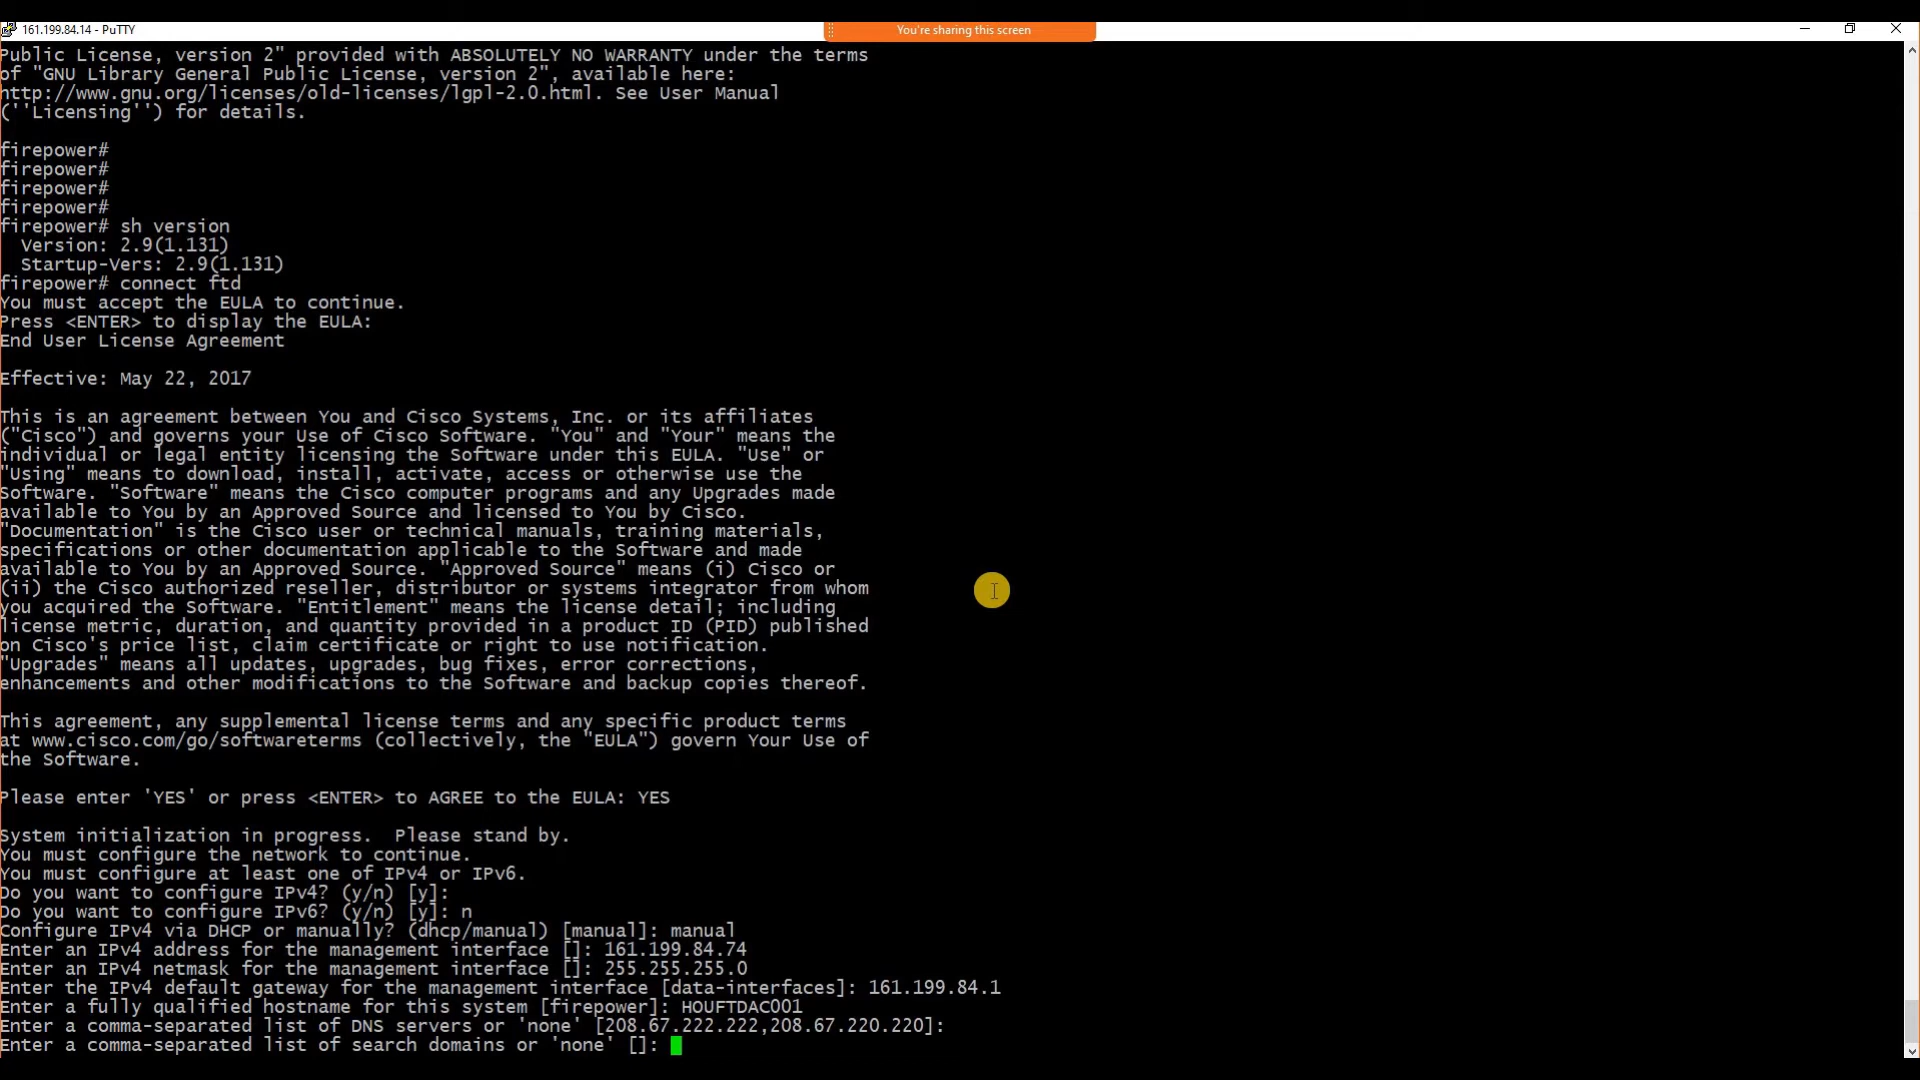 161.199.84.14 - PuTTY
You're sharing this screen
Public License, version 2" provided with ABSOLUTELY NO WARRANTY under the terms
of "GNU Library General Public License, version 2", available here:
http://www.gnu.org/licenses/old-licenses/lgpl-2.0.html. See User Manual
(''Licensing'') for details.
firepower#
firepower#
firepower#
firepower#
firepower# sh version
Version: 2.9(1.131)
Startup-Vers: 2.9(1.131)
firepower# connect ftd
You must accept the EULA to continue.
Press <ENTER> to display the EULA:
End User License Agreement
Effective: May 22, 2017
This is an agreement between You and Cisco Systems, Inc. or its affiliates
("Cisco") and governs your Use of Cisco Software. "You" and "Your" means the
individual or legal entity licensing the Software under this EULA. "Use" or
"Using" means to download, install, activate, access or otherwise use the
Software. "Software" means the Cisco computer programs and any Upgrades made
available to You by an Approved Source and licensed to You by Cisco.
"Documentation" is the Cisco user or technical manuals, training materials,
specifications or other documentation applicable to the Software and made
available to You by an Approved Source. "Approved Source" means (i) Cisco or
(ii) the Cisco authorized reseller, distributor or systems integrator from whom
you acquired the Software. "Entitlement" means the license detail; including
license metric, duration, and quantity provided in a product ID (PID) published
on Cisco's price list, claim certificate or right to use notification.
"Upgrades" means all updates, upgrades, bug fixes, error corrections,
enhancements and other modifications to the Software and backup copies thereof.
This agreement, any supplemental license terms and any specific product terms
at www.cisco.com/go/softwareterms (collectively, the "EULA") govern Your Use of
the Software.
Please enter 'YES' or press <ENTER> to AGREE to the EULA: YES
System initialization in progress.  Please stand by.
You must configure the network to continue.
You must configure at least one of IPv4 or IPv6.
Do you want to configure IPv4? (y/n) [y]:
Do you want to configure IPv6? (y/n) [y]: n
Configure IPv4 via DHCP or manually? (dhcp/manual) [manual]: manual
Enter an IPv4 address for the management interface []: 161.199.84.74
Enter an IPv4 netmask for the management interface []: 255.255.255.0
Enter the IPv4 default gateway for the management interface [data-interfaces]: 161.199.84.1
Enter a fully qualified hostname for this system [firepower]: HOUFTDAC001
Enter a comma-separated list of DNS servers or 'none' [208.67.222.222,208.67.220.220]:
Enter a comma-separated list of search domains or 'none' []: